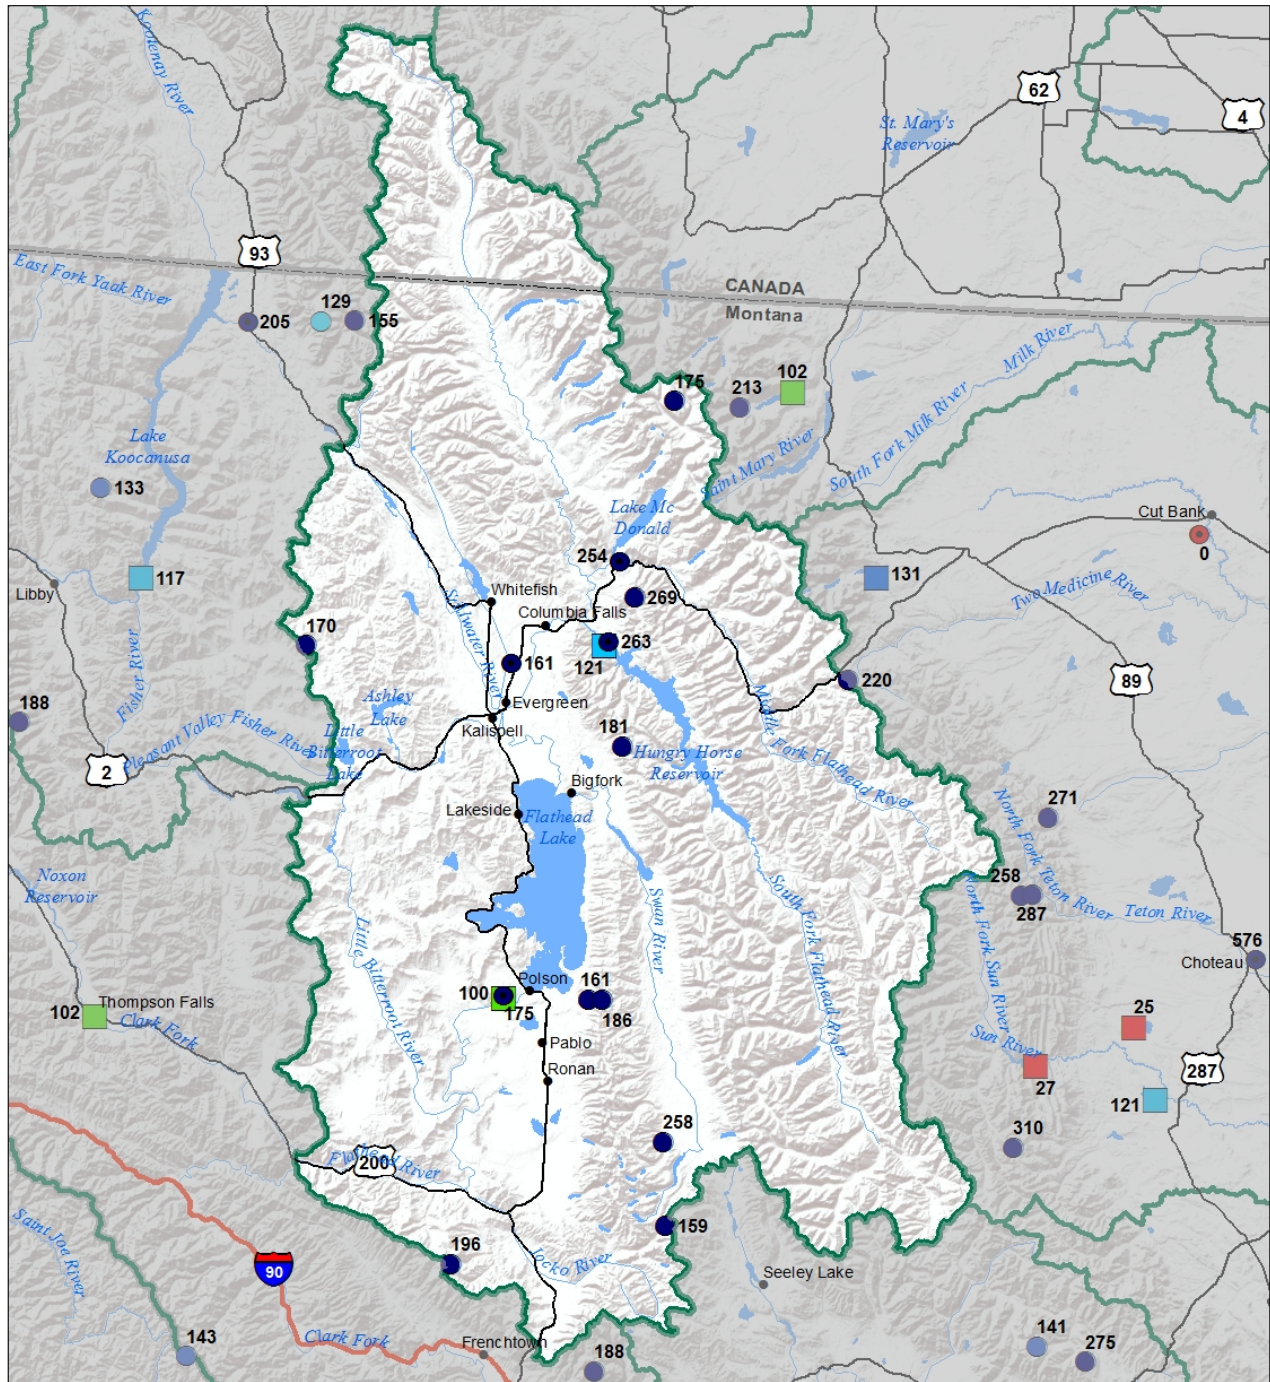 Kootenay River
62
4
St. Mary's
Reservoir
93
East Fork Yaak River
CANADA
Montana
129
205
155
Milk River
175
213
102
South Fork Milk River
Lake
Koocanusa
Saint Mary River
133
Lake Mc
Donald
Cut Bank
0
254
117
131
Libby
Whitefish
269
Two Medicine River
Stillwater River
Columbia Falls
170
263
121
161
Fisher River
220
89
188
Ashley
Lake
Evergreen
Kalispell
Middle Fork Flathead River
Pleasant Valley Fisher River
Little
Bitterroot
Lake
181
Hungry Horse
Reservoir
2
Bigfork
Lakeside
Flathead
Lake
271
North Fork Teton River
Noxon
Reservoir
258
287
Teton River
North Fork Sun River
Swan River
South Fork Flathead River
Little Bitterroot River
576
Choteau
Polson
100
175
161
186
102
Thompson Falls
Clark Fork
25
Sun River
Pablo
Ronan
27
287
121
258
310
Flathead River
200
159
Saint Joe River
196
Jocko River
90
Seeley Lake
143
Clark Fork
Frenchtown
188
141
275